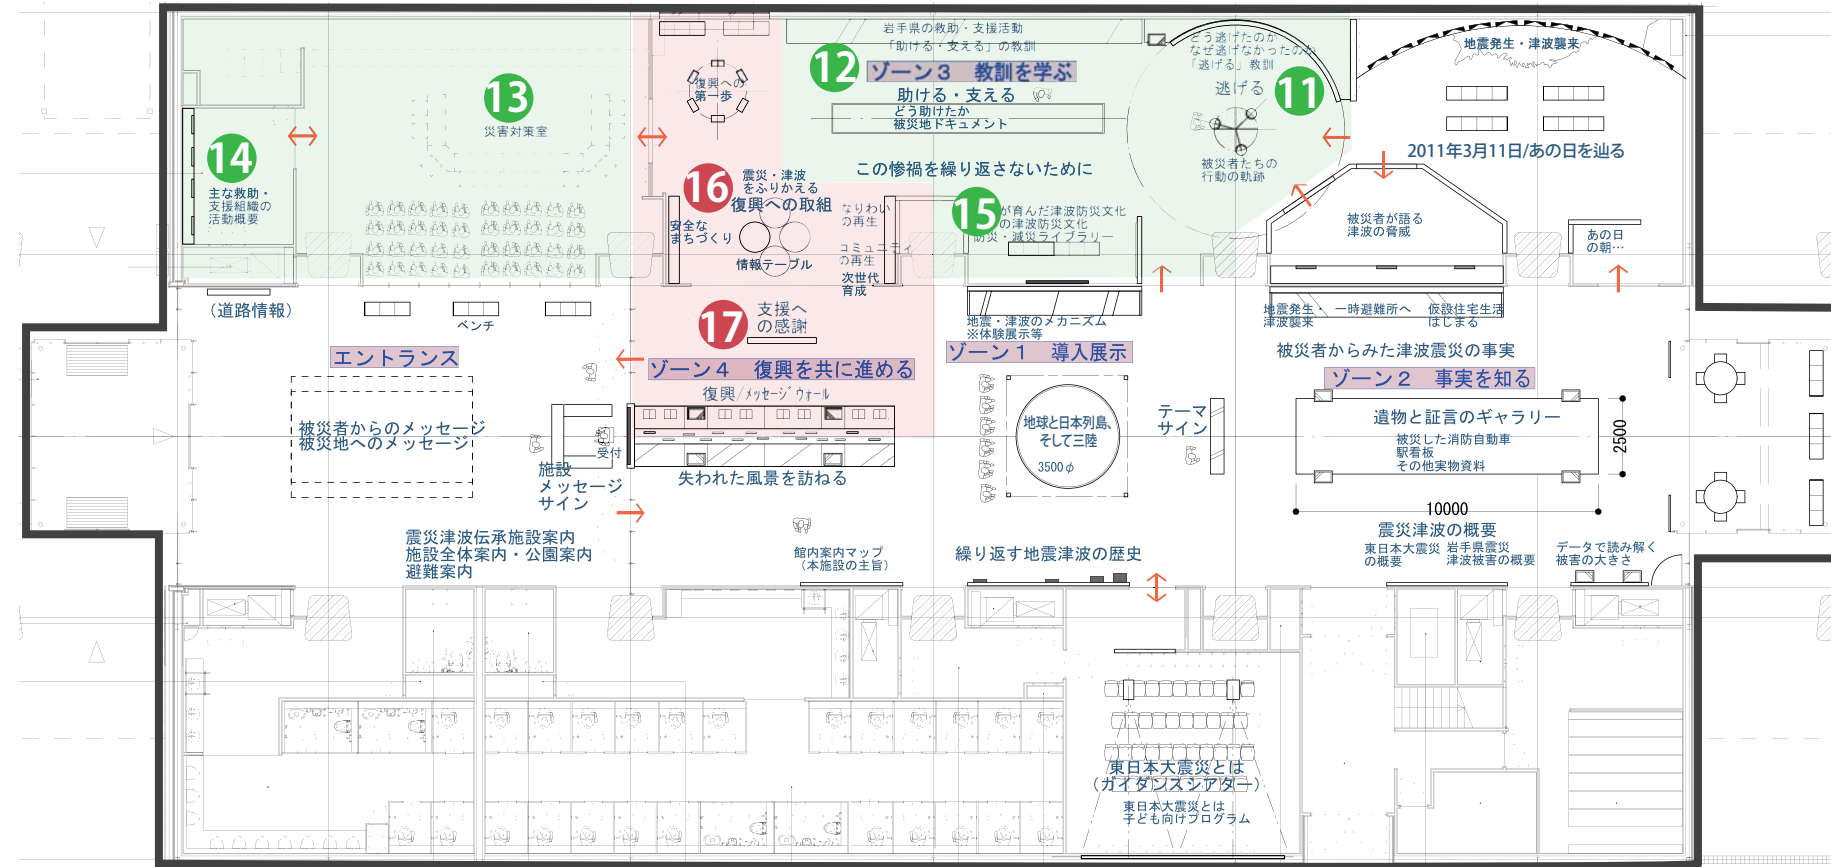 岩手県の救助・支援活動
「助ける・支える」の教訓
12
ゾーン３　教訓を学ぶ
助ける・支える
どう助けたか
被災地ドキュメント
どう逃げたのか
なぜ逃げなかったのか
「逃げる」教訓
逃げる
11
被災者たちの
行動の軌跡
地震発生・津波襲来
2011年3月11日/あの日を辿る
復興への
第一歩
13
災害対策室
14
主な救助・
支援組織の
活動概要
この惨禍を繰り返さないために
16
震災・津波
をふりかえる
復興への取組
安全な
まちづくり
情報テーブル
なりわい
の再生
コミュニティ
の再生
次世代
育成
15
が育んだ津波防災文化
の津波防災文化
防災・減災ライブラリー
被災者が語る
津波の脅威
あの日
の朝…
（道路情報）
ベンチ
17
支援へ
の感謝
地震・津波のメカニズム
※体験展示等
地震発生・
津波襲来
一時避難所へ
仮設住宅生活
はじまる
エントランス
ゾーン４　復興を共に進める
ゾーン１　導入展示
被災者からみた津波震災の事実
ゾーン２　事実を知る
復興/メッセージウォール
被災者からのメッセージ
被災地へのメッセージ
受付
施設
メッセージ
サイン
失われた風景を訪ねる
地球と日本列島、
そして三陸
3500φ
テーマ
サイン
遺物と証言のギャラリー
被災した消防自動車
駅看板
その他実物資料
2500
10000
震災津波伝承施設案内
施設全体案内・公園案内
避難案内
館内案内マップ
（本施設の主旨）
繰り返す地震津波の歴史
震災津波の概要
東日本大震災
の概要
岩手県震災
津波被害の概要
データで読み解く
被害の大きさ
東日本大震災とは
（ガイダンスシアター）
東日本大震災とは
子ども向けプログラム